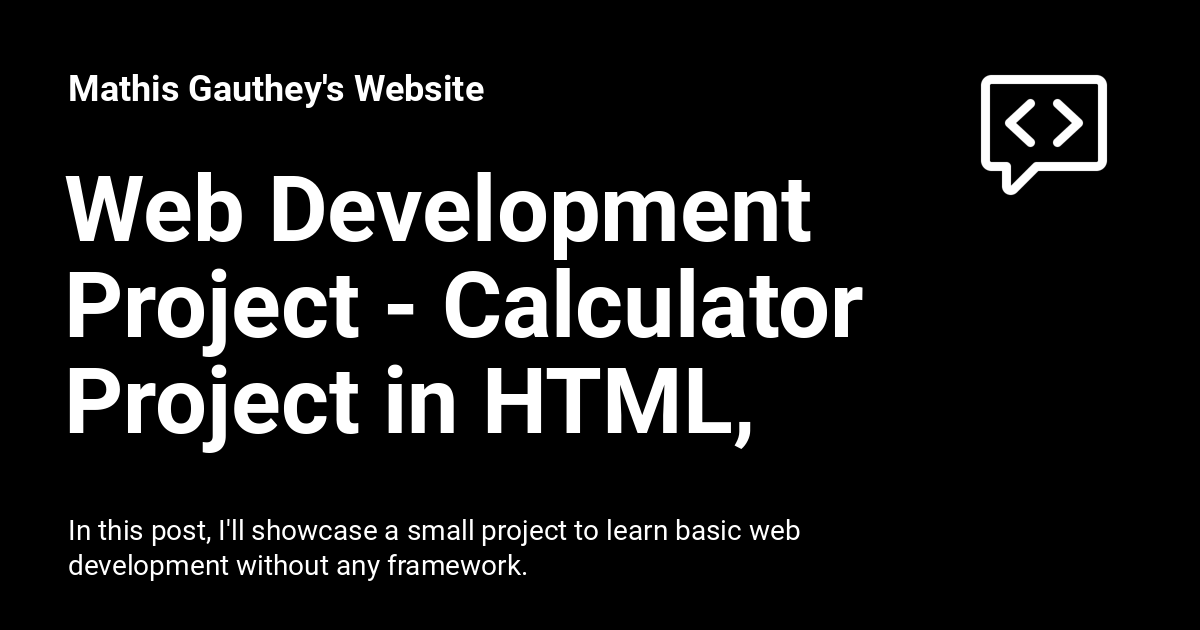 Mathis Gauthey's Website
Web Development
Project - Calculator
Project in HTML,
In this post, I'll showcase a small project to learn basic web
development without any framework.